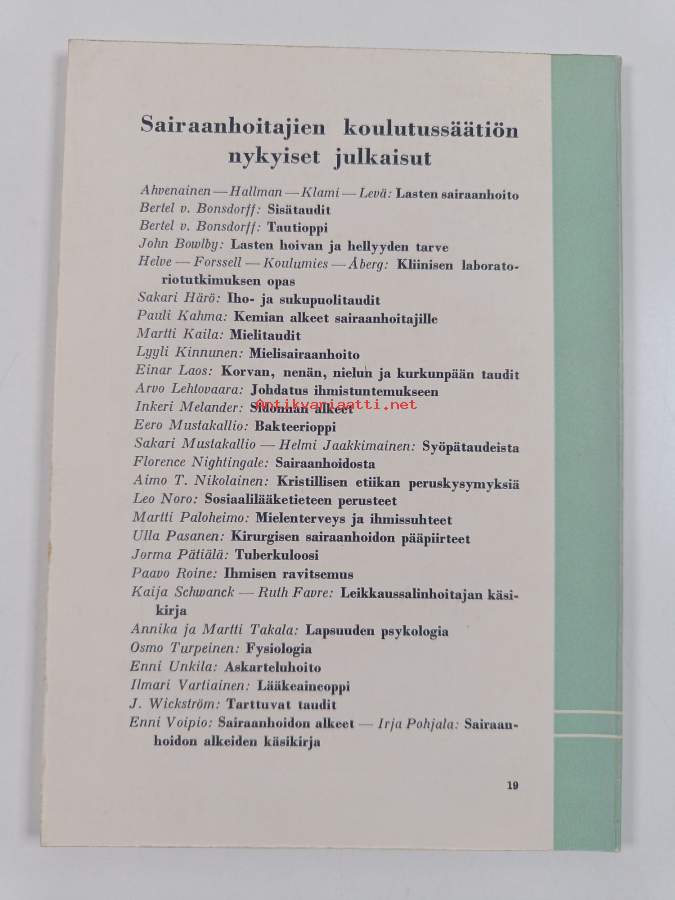 Sairaanhoitajien koulutussäätiön
nykyiset julkaisut
Ahvenainen — Hallman — Klami — Levä: Lasten sairaanhoito
Bertel v. Bonsdorff: Sisätaudit
Bertel v. Bonsdorff: Tautioppi
John Bowlby: Lasten hoivan ja hellyyden tarve
Helve — Forssell — Koulumies — Åberg: Kliinisen laborato-
riotutkimuksen opas
Sakari Härö: Iho- ja sukupuolitaudit
Pauli Kahma: Kemian alkeet sairaanhoitajille
Martti Kaila: Mielitaudit
Lyyli Kinnunen: Mielisairaanhoito
Einar Laos: Korvan, nenän, nielun ja kurkunpään taudit
Arvo Lehtovaara: Johdatus ihmistuntemukseen
Antikvariaatti.net
Inkeri Melander: Sidonnan alkeet
Eero Mustakallio: Bakteerioppi
Sakari Mustakallio — Helmi Jaakkimainen: Syöpätaudeista
Florence Nightingale: Sairaanhoidosta
Aimo T. Nikolainen: Kristillisen etiikan peruskysymyksiä
Leo Noro: Sosiaalilääketieteen perusteet
Martti Paloheimo: Mielenterveys ja ihmissuhteet
Ulla Pasanen: Kirurgisen sairaanhoidon pääpiirteet
Jorma Pätiälä: Tuberkuloosi
Paavo Roine: Ihmisen ravitsemus
Kaija Schwanck — Ruth Favre: Leikkaussalinhoitajan käsi-
kirja
Annika ja Martti Takala: Lapsuuden psykologia
Osmo Turpeinen: Fysiologia
Enni Unkila: Askarteluhoito
Ilmari Vartiainen: Lääkeaineoppi
J. Wickström: Tarttuvat taudit
Enni Voipio: Sairaanhoidon alkeet — Irja Pohjala: Sairaan-
hoidon alkeiden käsikirja
19